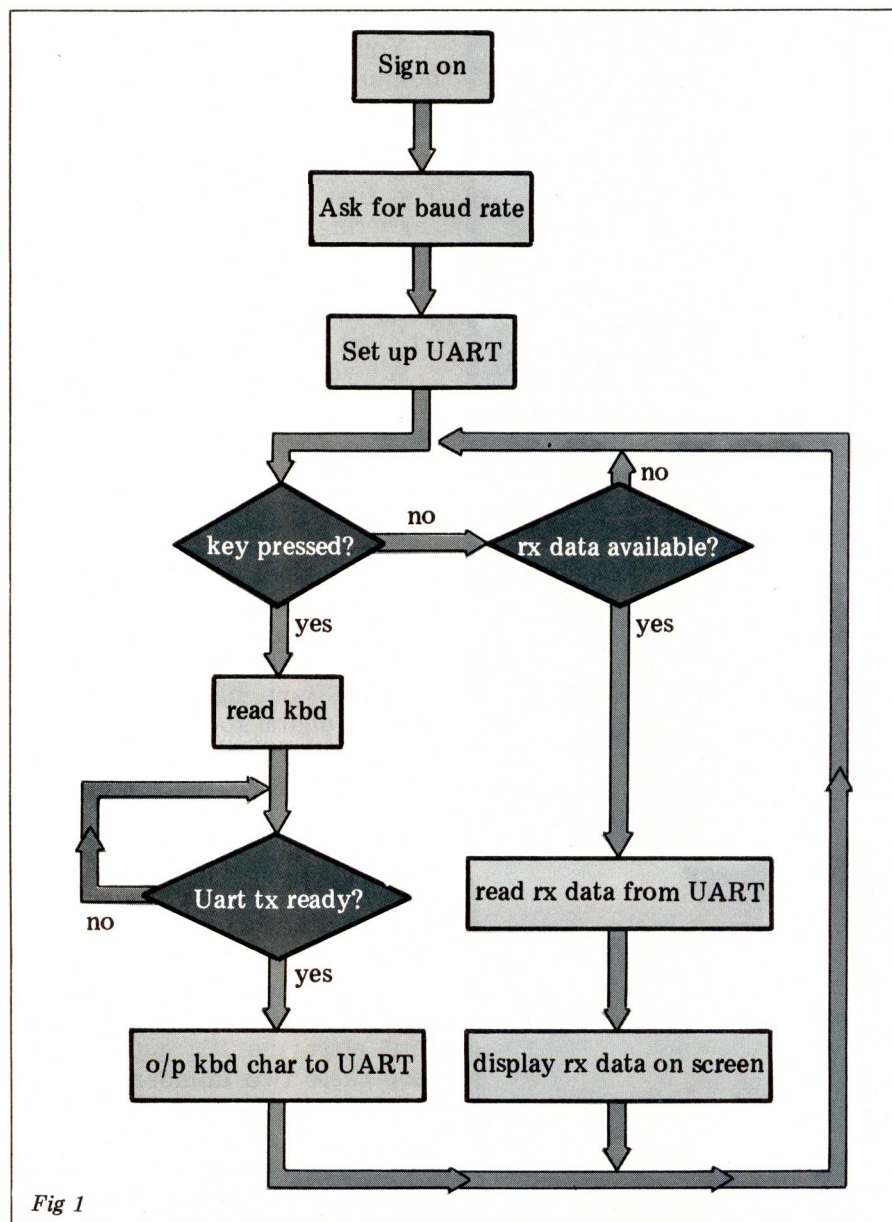 Sign on
Ask for baud rate
Set up UART
key pressed?
no
rx data available?
no
yes
yes
read kbd
read rx data from UART
Uart tx ready?
no
yes
o/p kbd char to UART
display rx data on screen
Fig 1